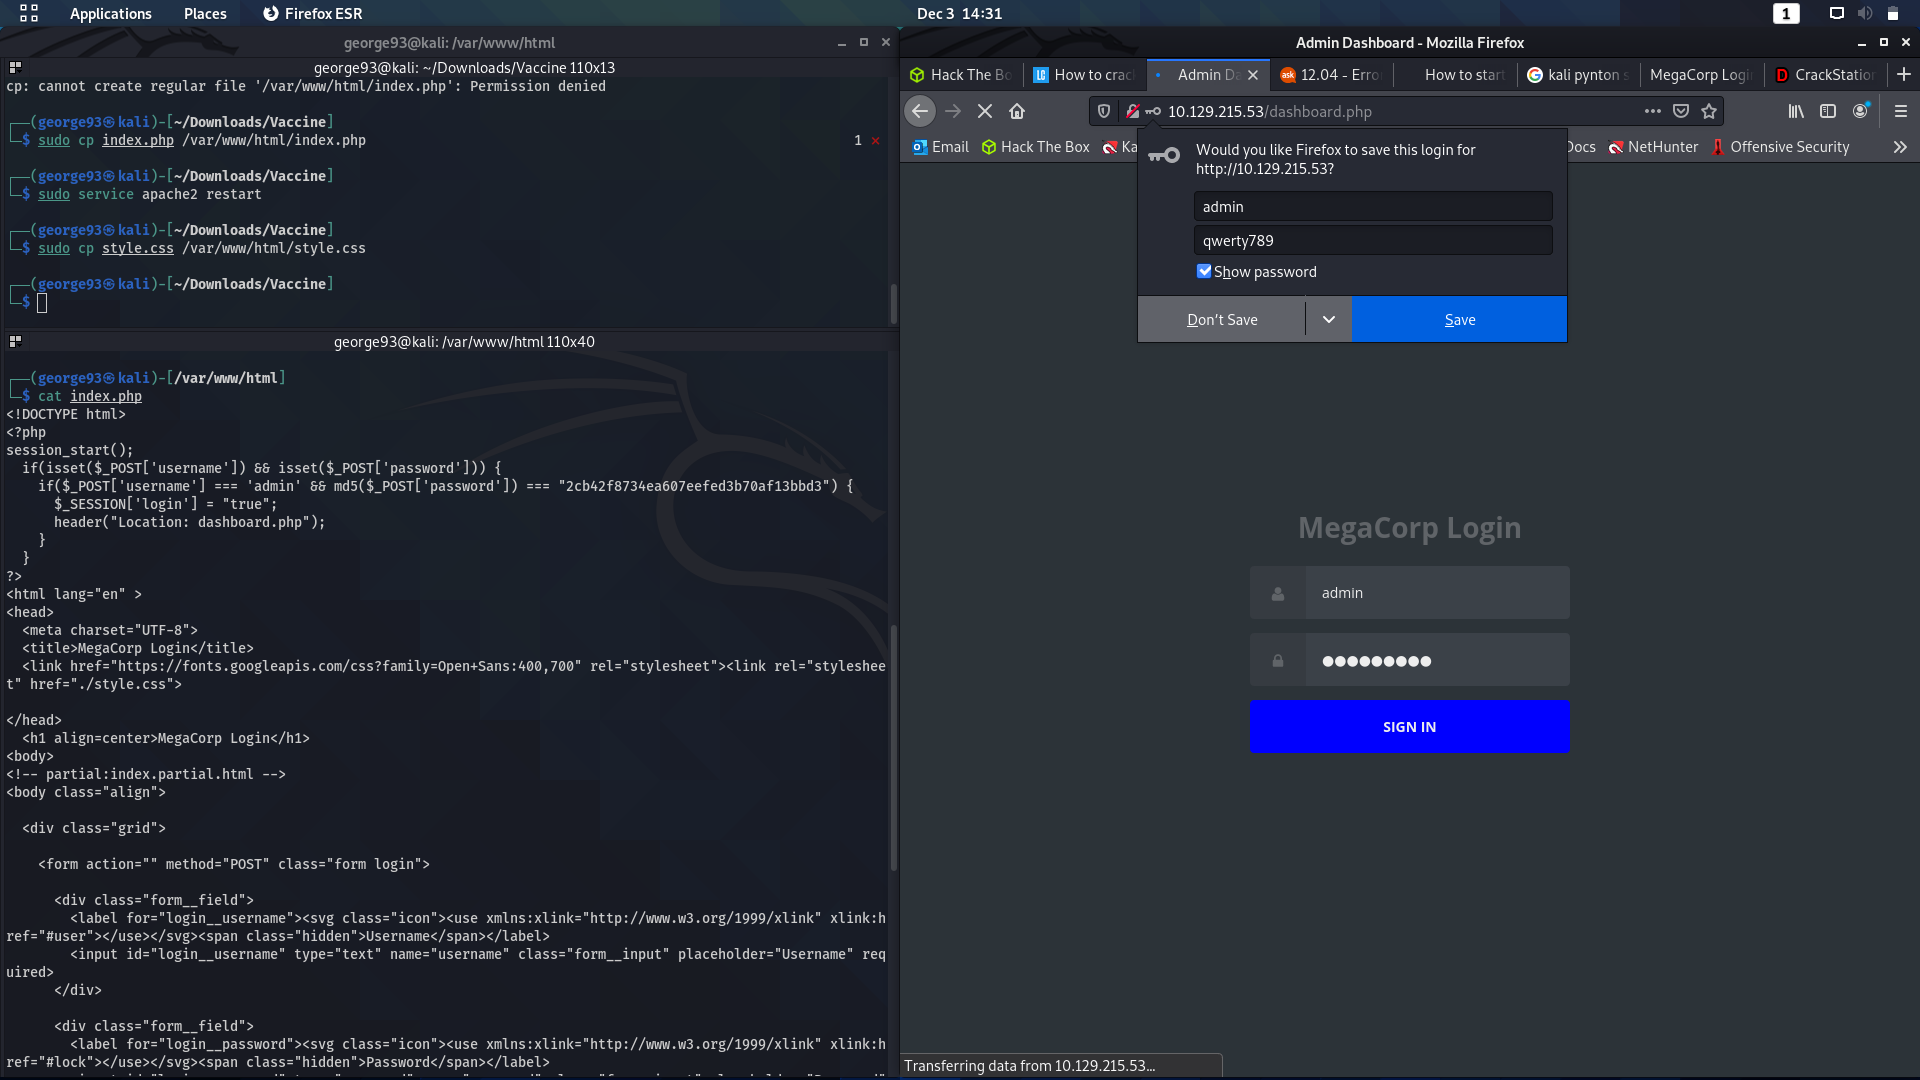 Applications Places Firefox ESR Dec 3 14:31 1
george93@kali: /var/www/html
george93@kali: ~/Downloads/Vaccine 110x13
cp: cannot create regular file '/var/www/html/index.php': Permission denied
(george93㉿kali)-[~/Downloads/Vaccine]
$ sudo cp index.php /var/www/html/index.php 1 ⨯
(george93㉿kali)-[~/Downloads/Vaccine]
$ sudo service apache2 restart
(george93㉿kali)-[~/Downloads/Vaccine]
$ sudo cp style.css /var/www/html/style.css
(george93㉿kali)-[~/Downloads/Vaccine]
$
george93@kali: /var/www/html 110x40
(george93㉿kali)-[/var/www/html]
$ cat index.php
<!DOCTYPE html>
<?php
session_start();
  if(isset($_POST['username']) && isset($_POST['password'])) {
    if($_POST['username'] === 'admin' && md5($_POST['password']) === "2cb42f8734ea607eefed3b70af13bbd3") {
      $_SESSION['login'] = "true";
      header("Location: dashboard.php");
    }
  }
?>
<html lang="en" >
<head>
  <meta charset="UTF-8">
  <title>MegaCorp Login</title>
  <link href="https://fonts.googleapis.com/css?family=Open+Sans:400,700" rel="stylesheet"><link rel="styleshee
t" href="./style.css">
</head>
  <h1 align=center>MegaCorp Login</h1>
<body>
<!-- partial:index.partial.html -->
<body class="align">
  <div class="grid">
    <form action="" method="POST" class="form login">
      <div class="form__field">
        <label for="login__username"><svg class="icon"><use xmlns:xlink="http://www.w3.org/1999/xlink" xlink:h
ref="#user"></use></svg><span class="hidden">Username</span></label>
        <input id="login__username" type="text" name="username" class="form__input" placeholder="Username" req
uired>
      </div>
      <div class="form__field">
        <label for="login__password"><svg class="icon"><use xmlns:xlink="http://www.w3.org/1999/xlink" xlink:h
ref="#lock"></use></svg><span class="hidden">Password</span></label>
Admin Dashboard - Mozilla Firefox
Hack The Bo How to crac Admin Da 12.04 - Erro How to start kali pynton s MegaCorp Logi CrackStation
10.129.215.53/dashboard.php
Email Hack The Box Ka Docs NetHunter Offensive Security
Would you like Firefox to save this login for
http://10.129.215.53?
admin
qwerty789
Show password
Don't Save Save
MegaCorp Login
admin
SIGN IN
Transferring data from 10.129.215.53...